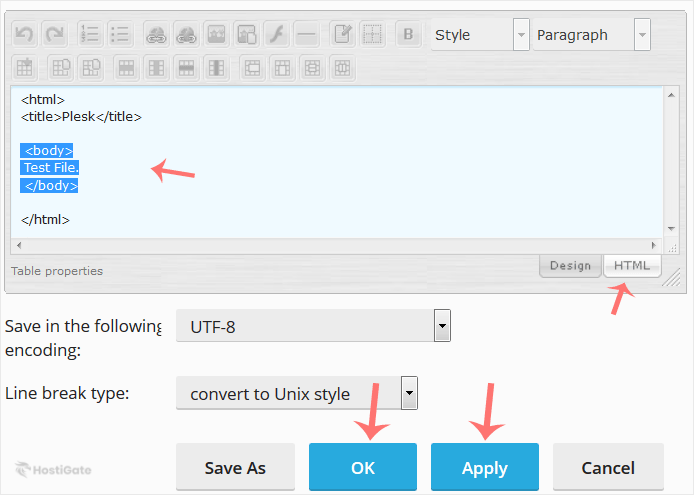 B Style Paragraph
<html>
<title>Plesk</title>
<body>
Test File.
</body>
</html>
Table properties
Design HTML
Save in the following
encoding:
UTF-8
Line break type:
convert to Unix style
HostiGate
Save As OK Apply Cancel